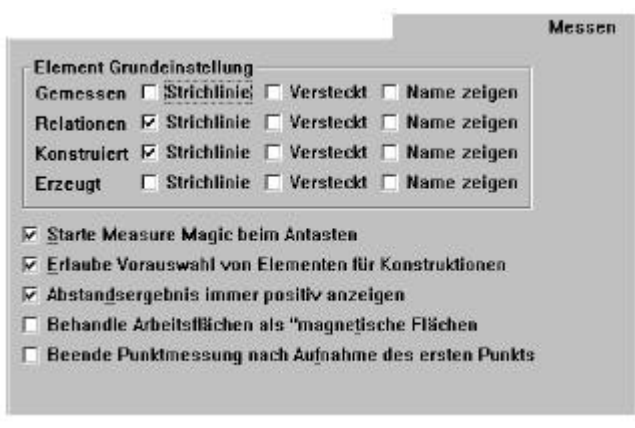 Messen
Element Grundeinstellung
Gemessen Strichlinie Versteckt Name zeigen
Relationen Strichlinie Versteckt Name zeigen
Konstruiert Strichlinie Versteckt Name zeigen
Erzeugt Strichlinie Versteckt Name zeigen
Starte Measure Magic beim Antasten
Erlaube Vorauswahl von Elementen für Konstruktionen
Abstandsergebnis immer positiv anzeigen
Behandle Arbeitsflächen als "magnetische Flächen
Beende Punktmessung nach Aufnahme des ersten Punkts